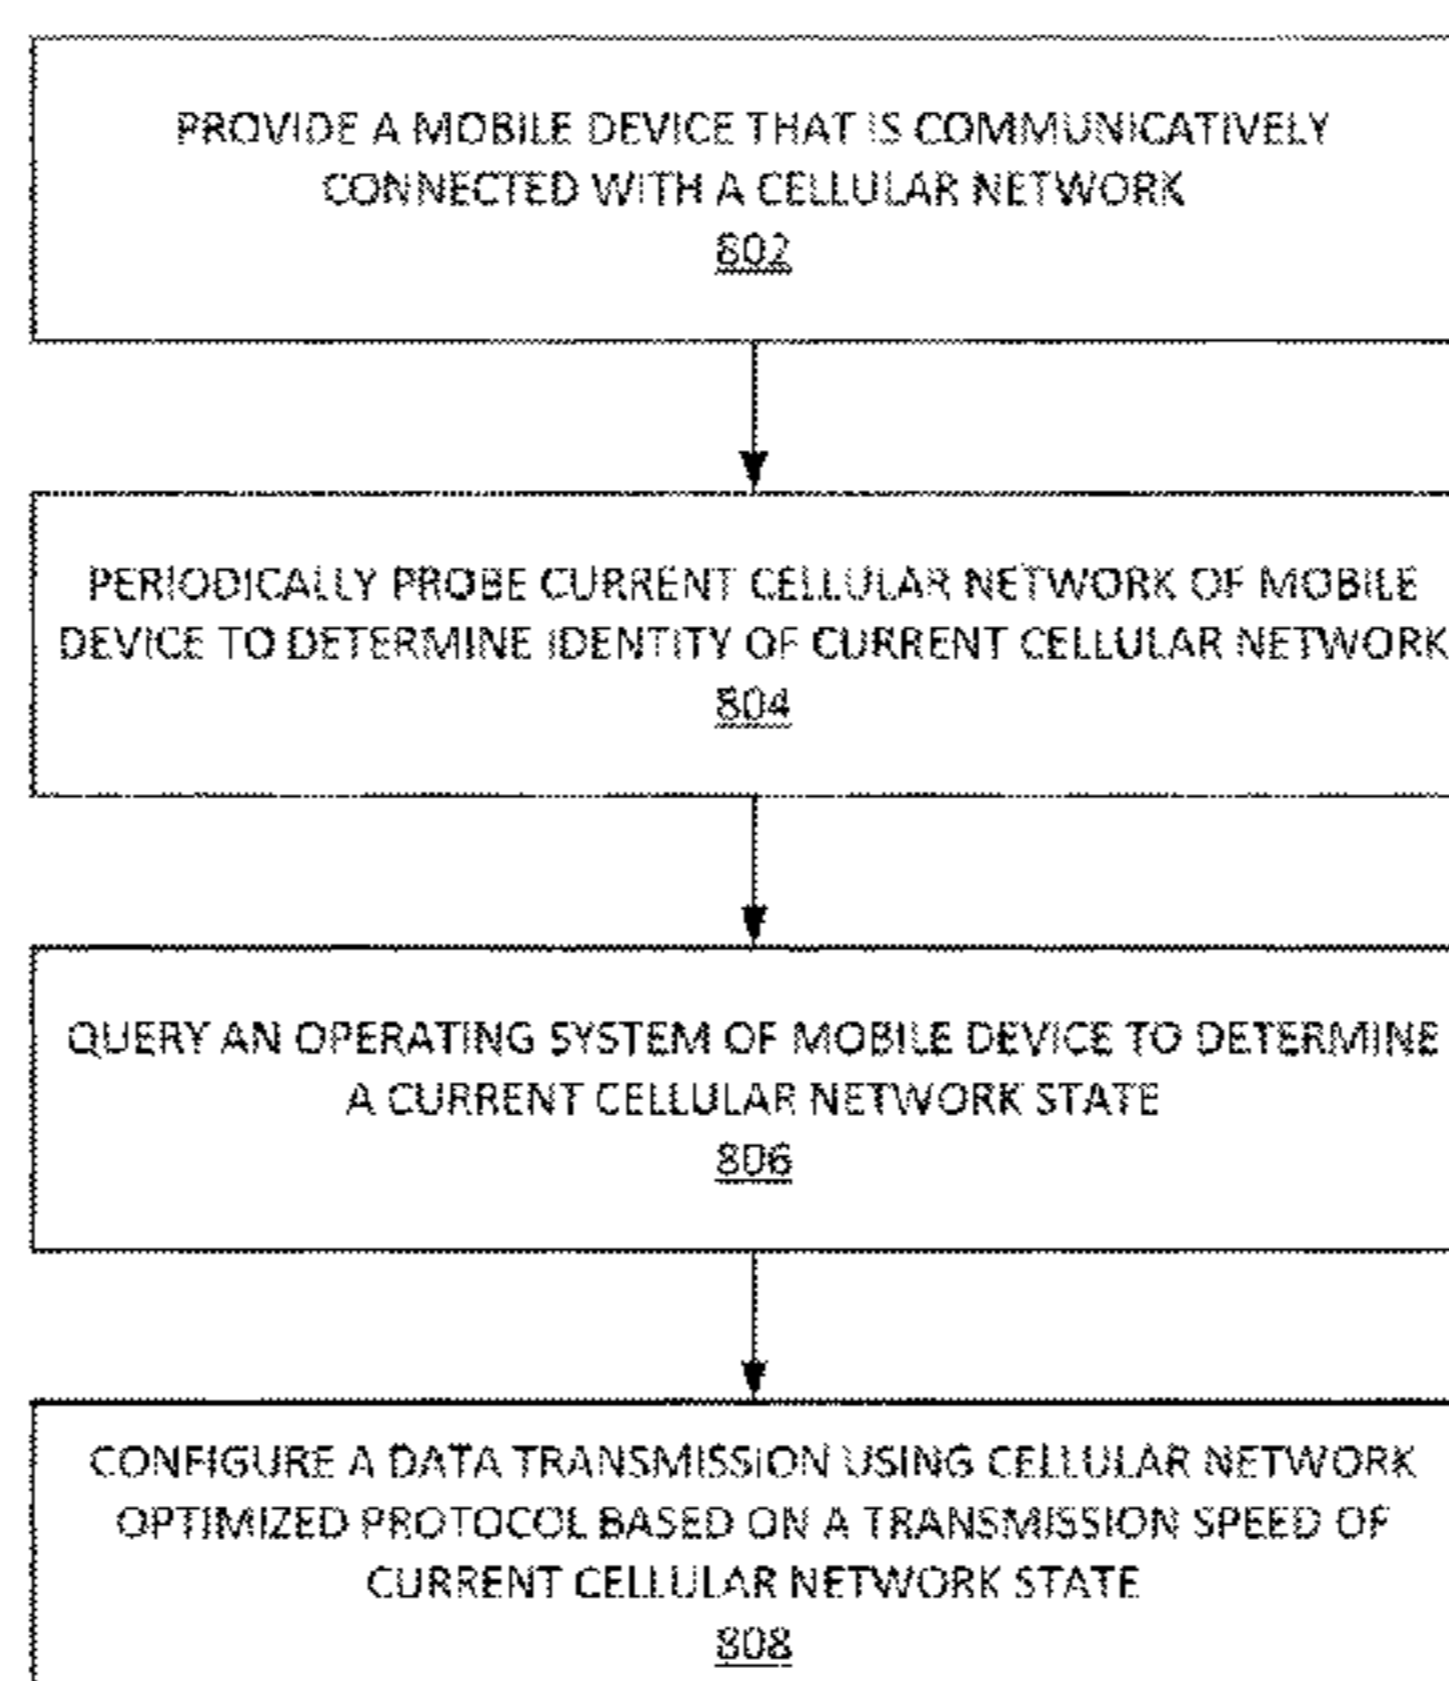 PROVIDE A MOBILE DEVICE THAT IS COMMUNICATIVELY
CONNECTED WITH A CELLULAR NETWORK
802
PERIODICALLY PROBE CURRENT CELLULAR NETWORK OF MOBILE
DEVICE TO DETERMINE IDENTITY OF CURRENT CELLULAR NETWORK
804
QUERY AN OPERATING SYSTEM OF MOBILE DEVICE TO DETERMINE
A CURRENT CELLULAR NETWORK STATE
806
CONFIGURE A DATA TRANSMISSION USING CELLULAR NETWORK
OPTIMIZED PROTOCOL BASED ON A TRANSMISSION SPEED OF
CURRENT CELLULAR NETWORK STATE
808